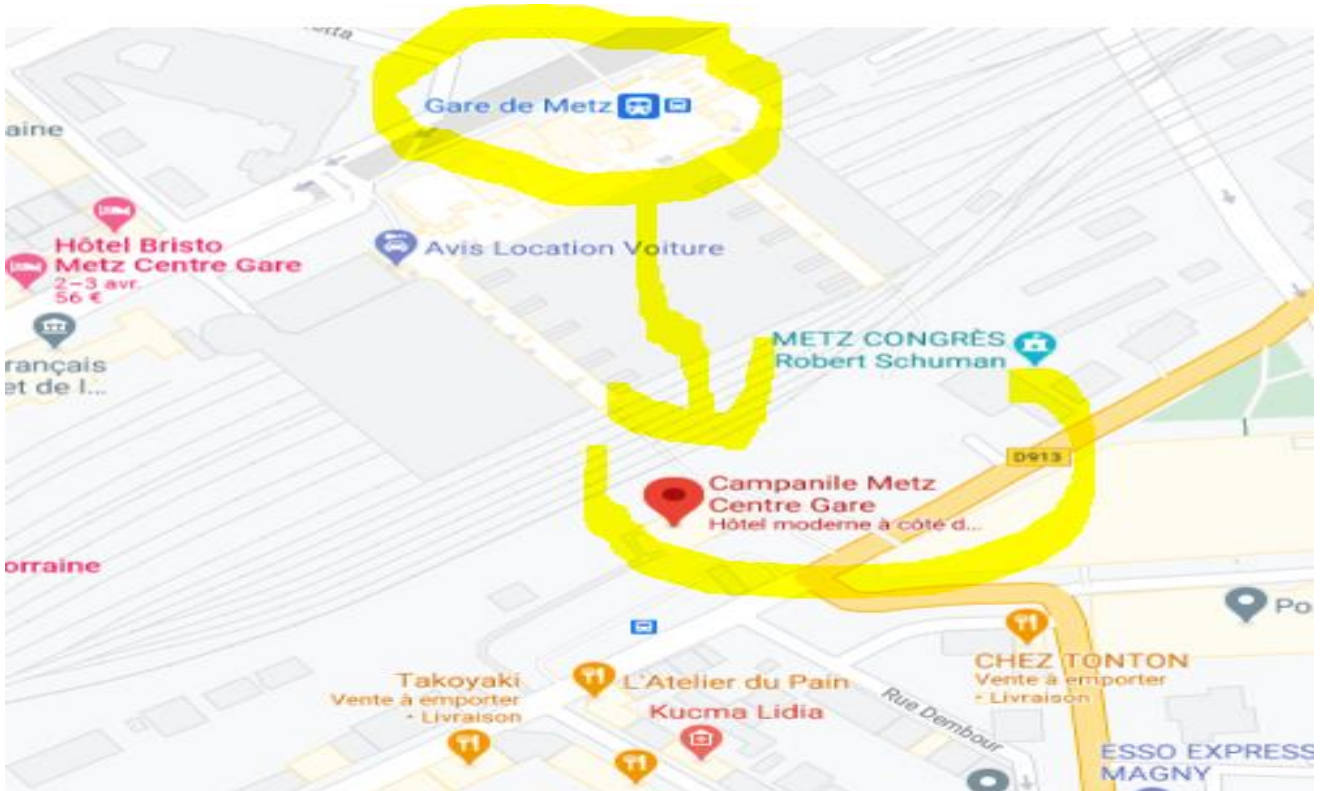 Gare de Metz
aine
Hôtel Bristo
Metz Centre Gare
2-3 avr.
56 €
Avis Location Voiture
rançais
et de l...
METZ CONGRÈS
Robert Schuman
D913
Campanile Metz
Centre Gare
Hôtel moderne à côté d...
orraine
Po
CHEZ TONTON
Vente à emporter
- Livraison
Takoyaki
Vente à emporter
- Livraison
L'Atelier du Pain
Kucma Lidia
Rue Dembour
ESSO EXPRESS
MAGNY